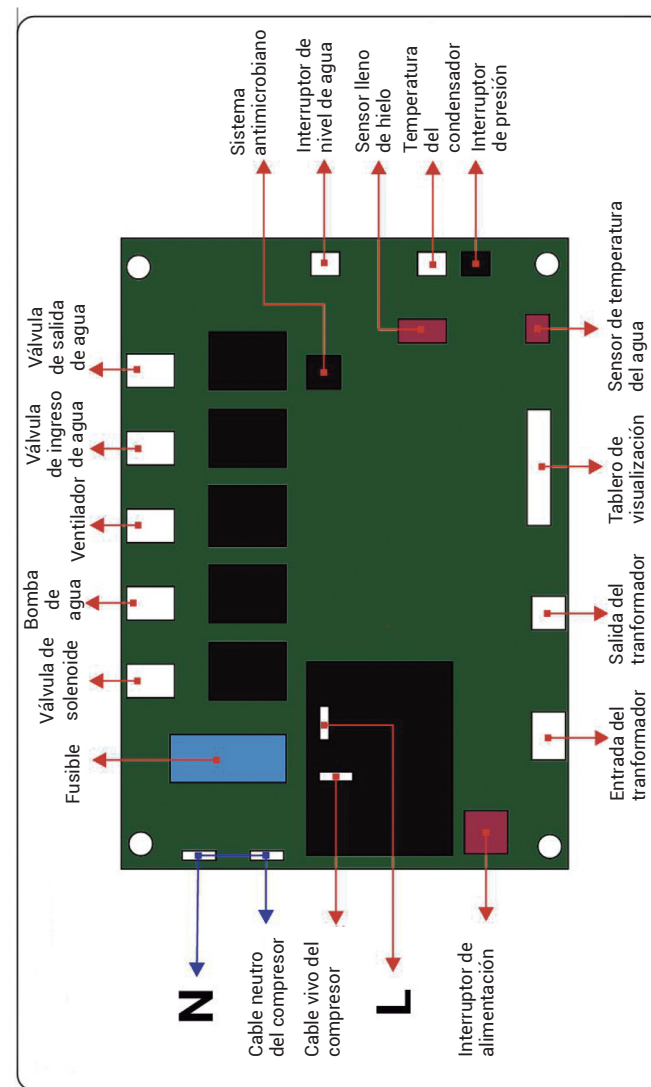 Sistema
antimicrobiano
Interruptor de
nivel de agua
Sensor lleno
de hielo
Temperatura
del
condensador
Interruptor
de presión
Válvula
de salida
de agua
Válvula
de ingreso
de agua
Ventilador
Bomba
de
agua
Válvula de
solenoide
Fusible
Sensor de temperatura
del agua
Tablero de
visualización
Salida del
tranformador
Entrada del
tranformador
N
Cable neutro
del compresor
Cable vivo del
compresor
L
Interruptor de
alimentación